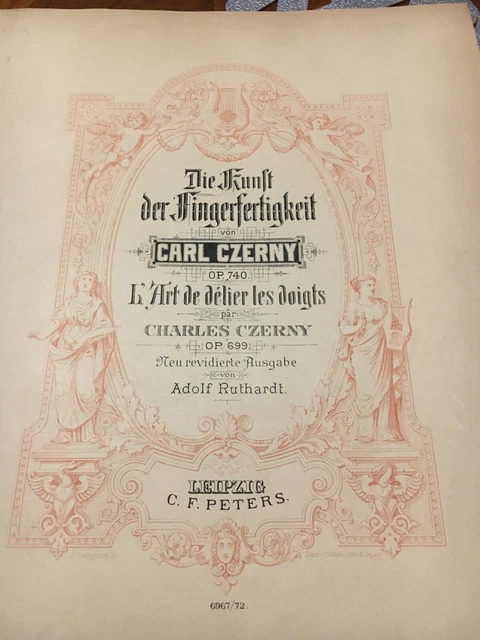 Die Kunst
der Fingerfertigkeit
von
CARL CZERNY
OP. 740.
L'Art de délier les doigts
par
CHARLES CZERNY
OP. 699.
Neu revidierte Ausgabe
von
Adolf Ruthardt.
LEIPZIG
C. F. PETERS.
6967/72.